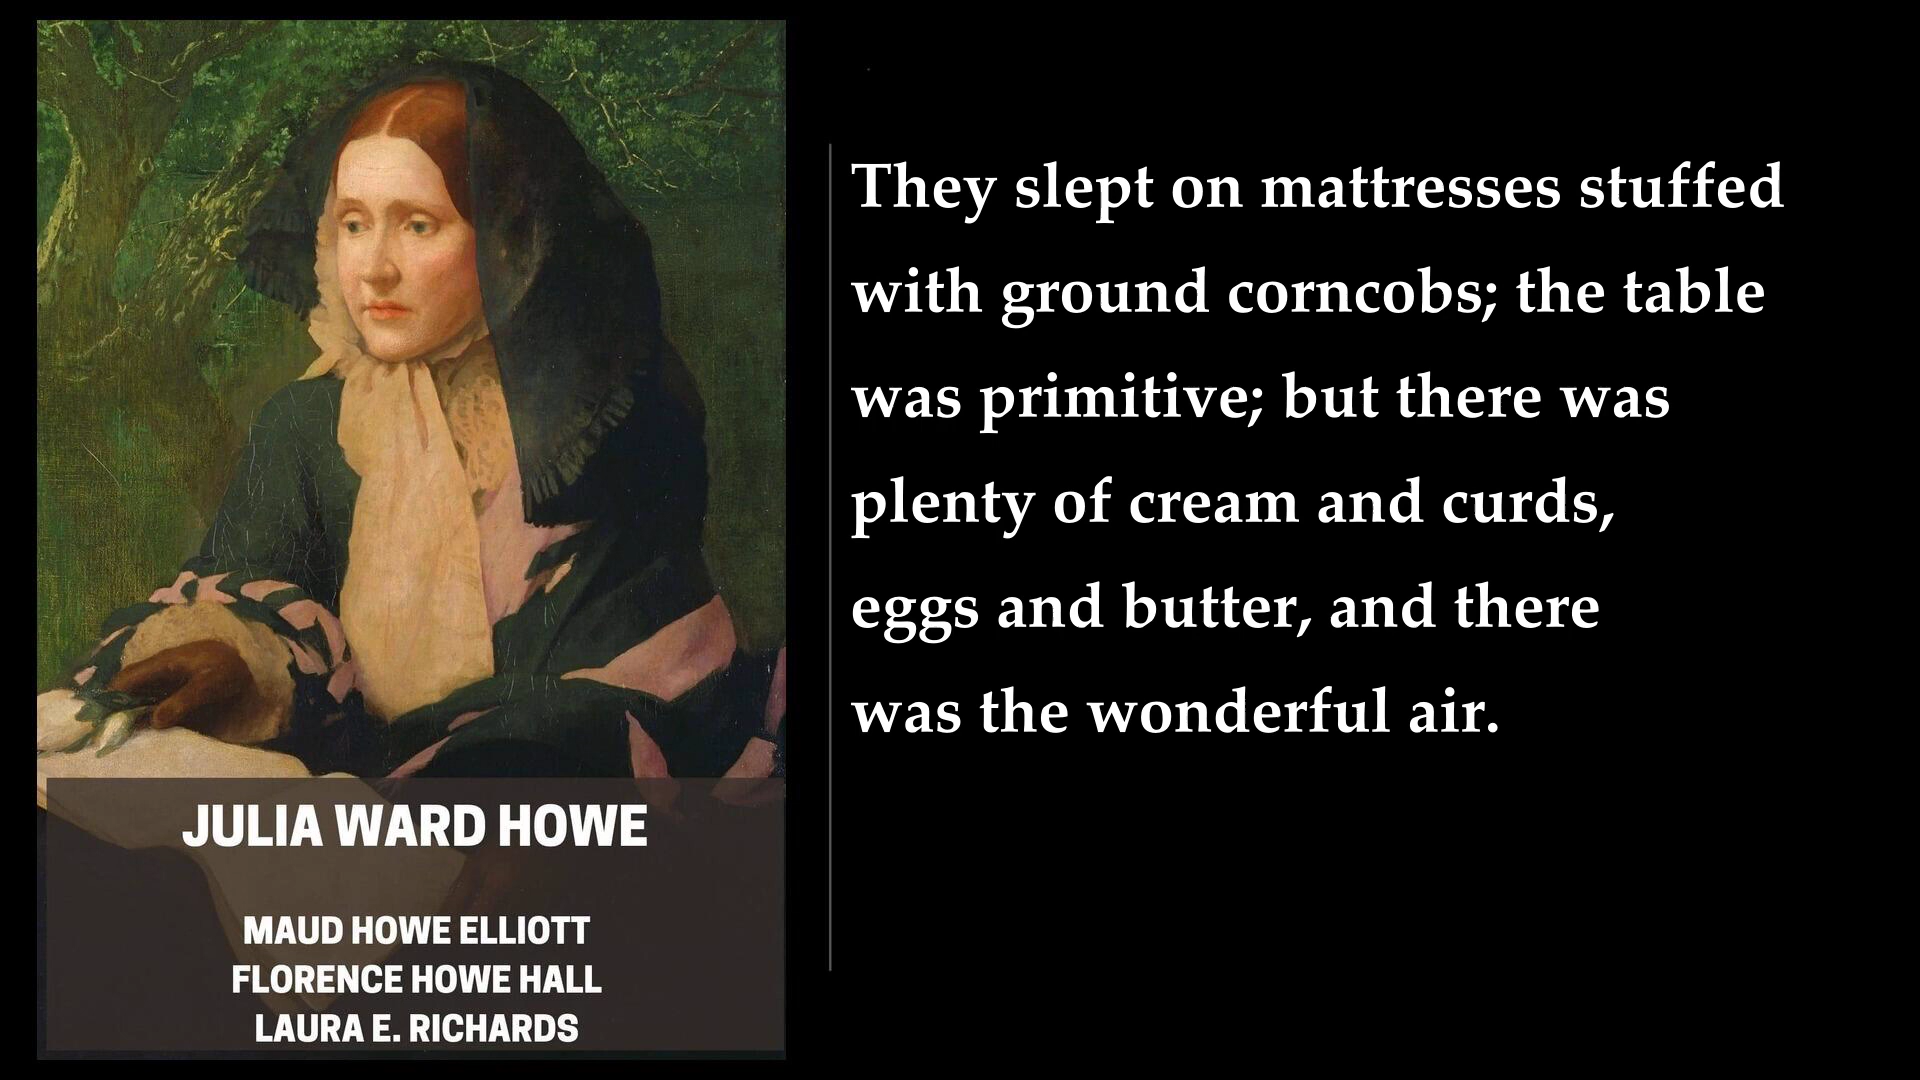 They slept on mattresses stuffed
with ground corncobs; the table
was primitive; but there was
plenty of cream and curds,
eggs and butter, and there
was the wonderful air.
JULIA WARD HOWE
MAUD HOWE ELLIOTT
FLORENCE HOWE HALL
LAURA E. RICHARDS